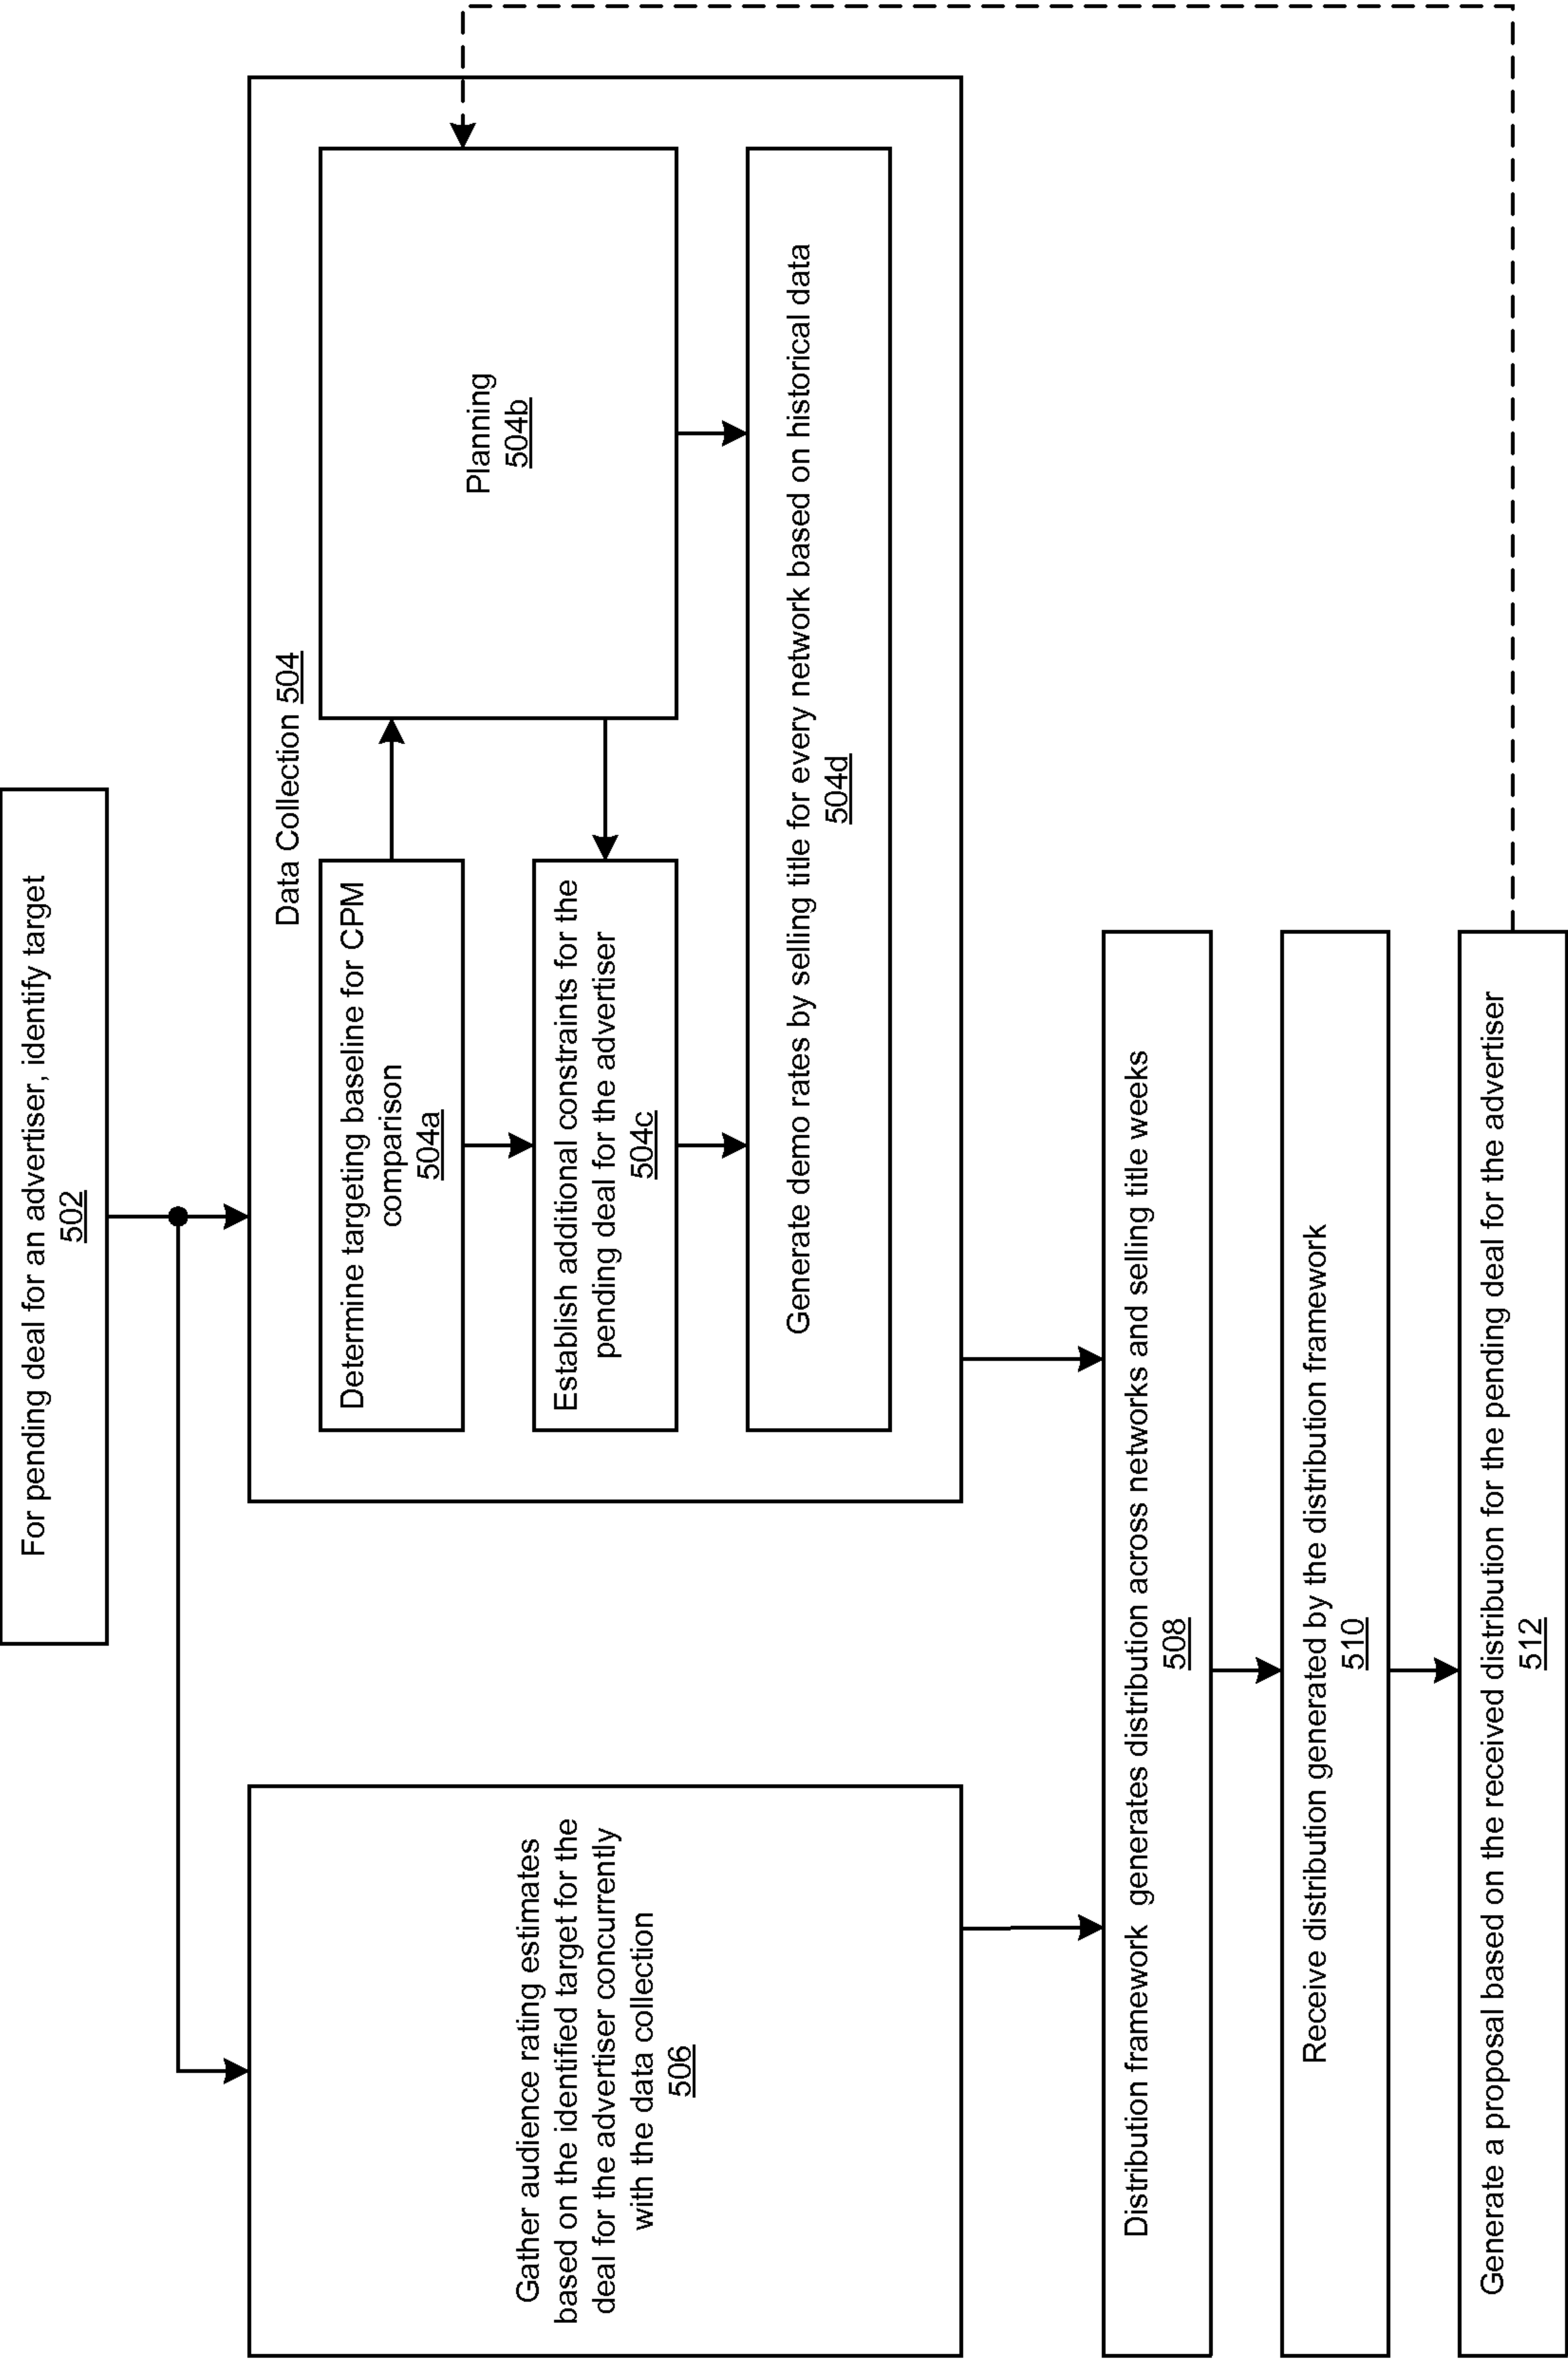 For pending deal for an advertiser, identify target
502
Data Collection 504
Determine targeting baseline for CPM
comparison
504a
Planning
504b
Establish additional constraints for the
pending deal for the advertiser
504c
Generate demo rates by selling title for every network based on historical data
504d
Gather audience rating estimates
based on the identified target for the
deal for the advertiser concurrently
with the data collection
506
Distribution framework generates distribution across networks and selling title weeks
508
Receive distribution generated by the distribution framework
510
Generate a proposal based on the received distribution for the pending deal for the advertiser
512